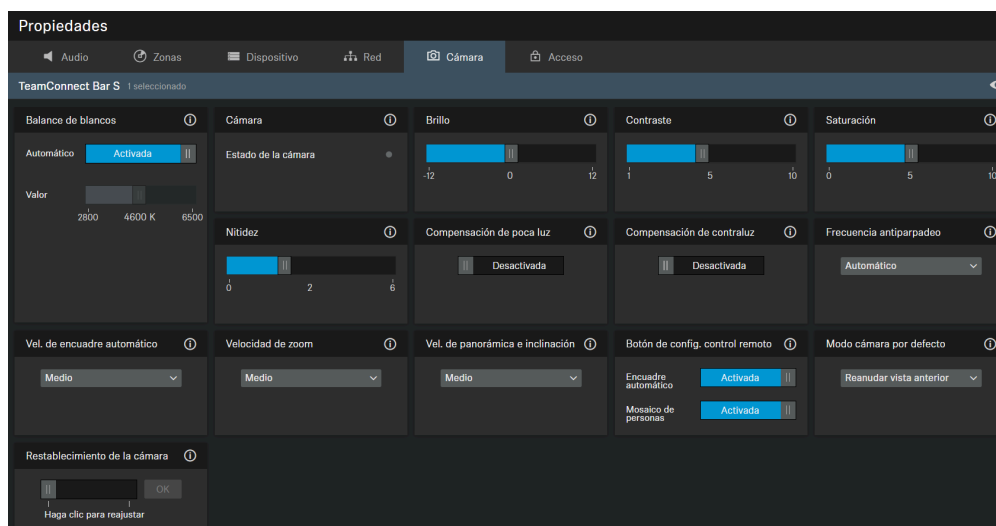 Propiedades
Audio Zonas Dispositivo Red Cámara Acceso
TeamConnect Bar S 1 seleccionado
Balance de blancos
Automático Activada
Valor
2800 4600 K 6500
Cámara
Estado de la cámara
Brillo
-12 0 12
Contraste
1 5 10
Saturación
0 5 10
Nitidez
0 2 6
Compensación de poca luz
Desactivada
Compensación de contraluz
Desactivada
Frecuencia antiparpadeo
Automático
Vel. de encuadre automático
Medio
Velocidad de zoom
Medio
Vel. de panorámica e inclinación
Medio
Botón de config. control remoto
Encuadre
automático
Activada
Mosaico de
personas
Activada
Modo cámara por defecto
Reanudar vista anterior
Restablecimiento de la cámara
OK
Haga clic para reajustar